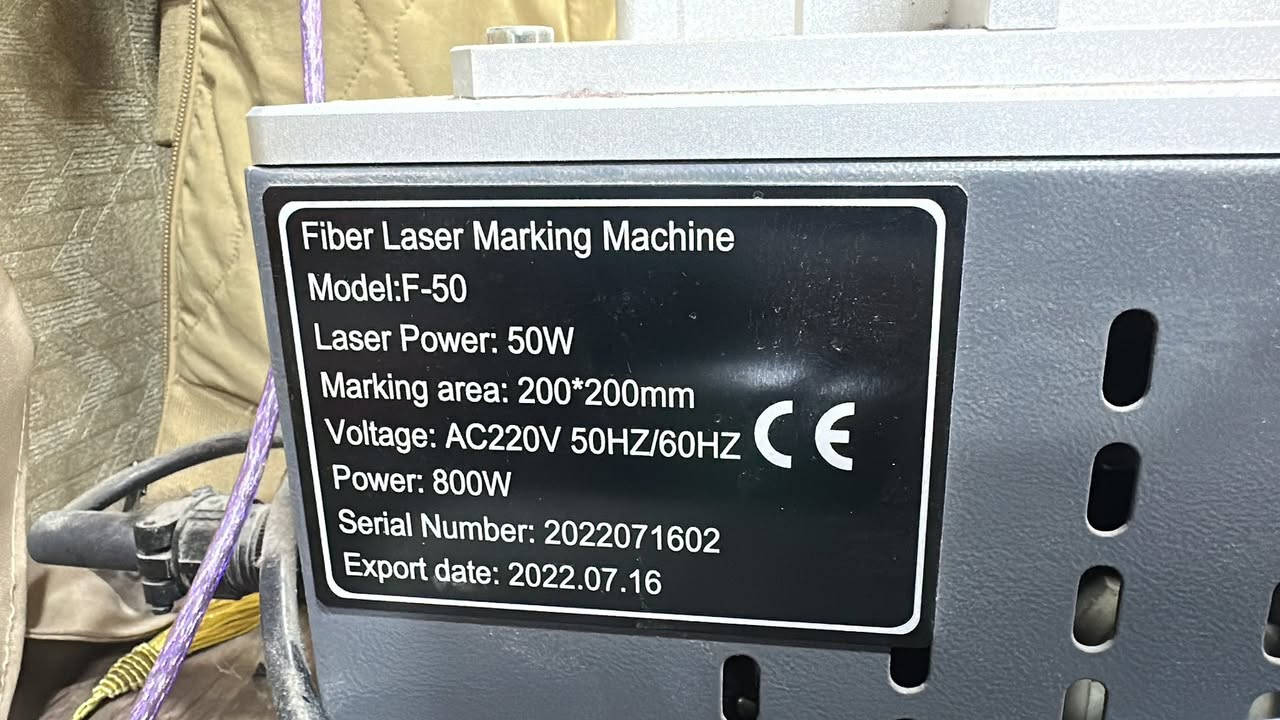 Fiber Laser Marking Machine
Model:F-50
Laser Power: 50W
Marking area: 200*200mm
Voltage: AC220V 50HZ/60HZ CE
Power: 800W
Serial Number: 2022071602
Export date: 2022.07.16